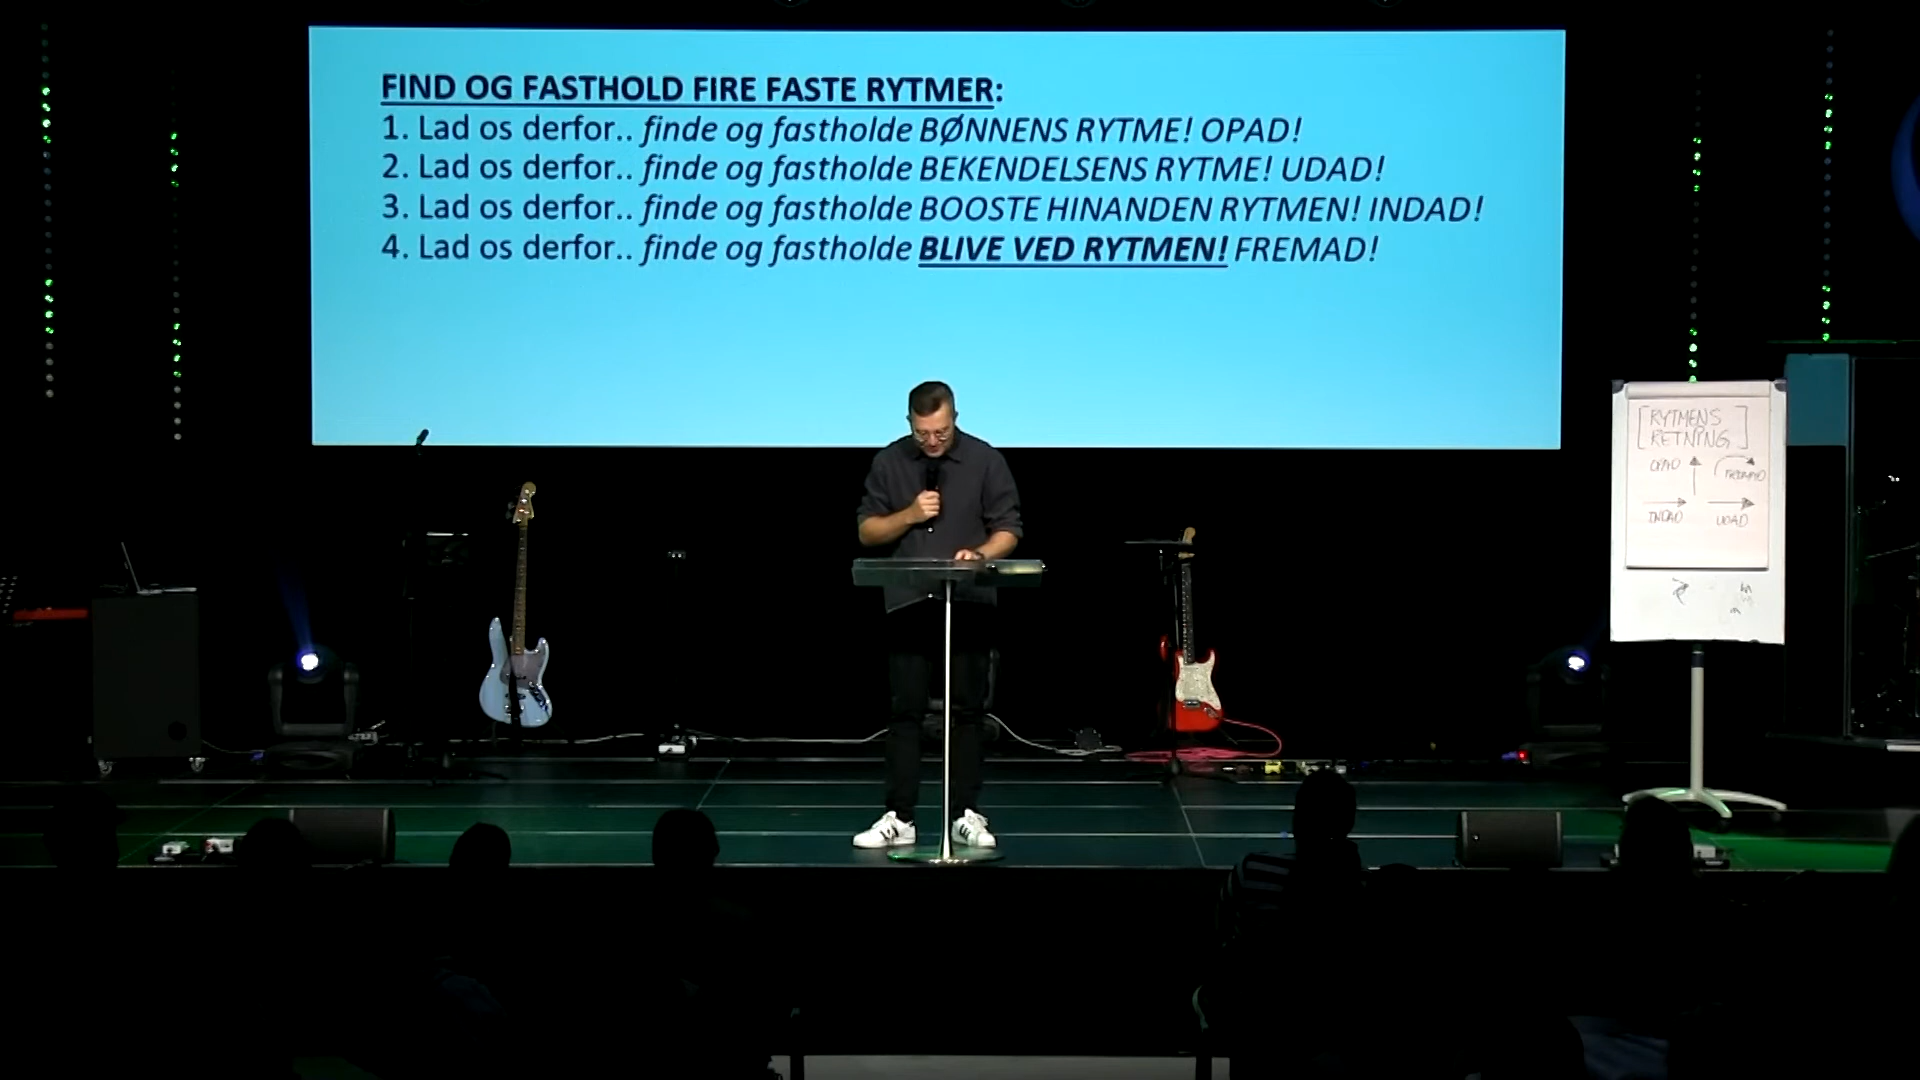 FIND OG FASTHOLD FIRE FASTE RYTMER:
1. Lad os derfor.. finde og fastholde BØNNENS RYTME! OPAD!
2. Lad os derfor.. finde og fastholde BEKENDELSENS RYTME! UDAD!
3. Lad os derfor.. finde og fastholde BOOSTE HINANDEN RYTMEN! INDAD!
4. Lad os derfor.. finde og fastholde BLIVE VED RYTMEN! FREMAD!
[RYTMENS
RETNING]
OPAD
FREMAD
INDAD UDAD